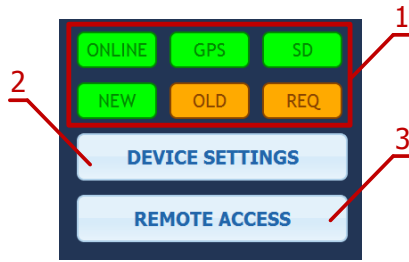 1
ONLINE GPS SD
2
NEW OLD REQ
3
DEVICE SETTINGS
REMOTE ACCESS